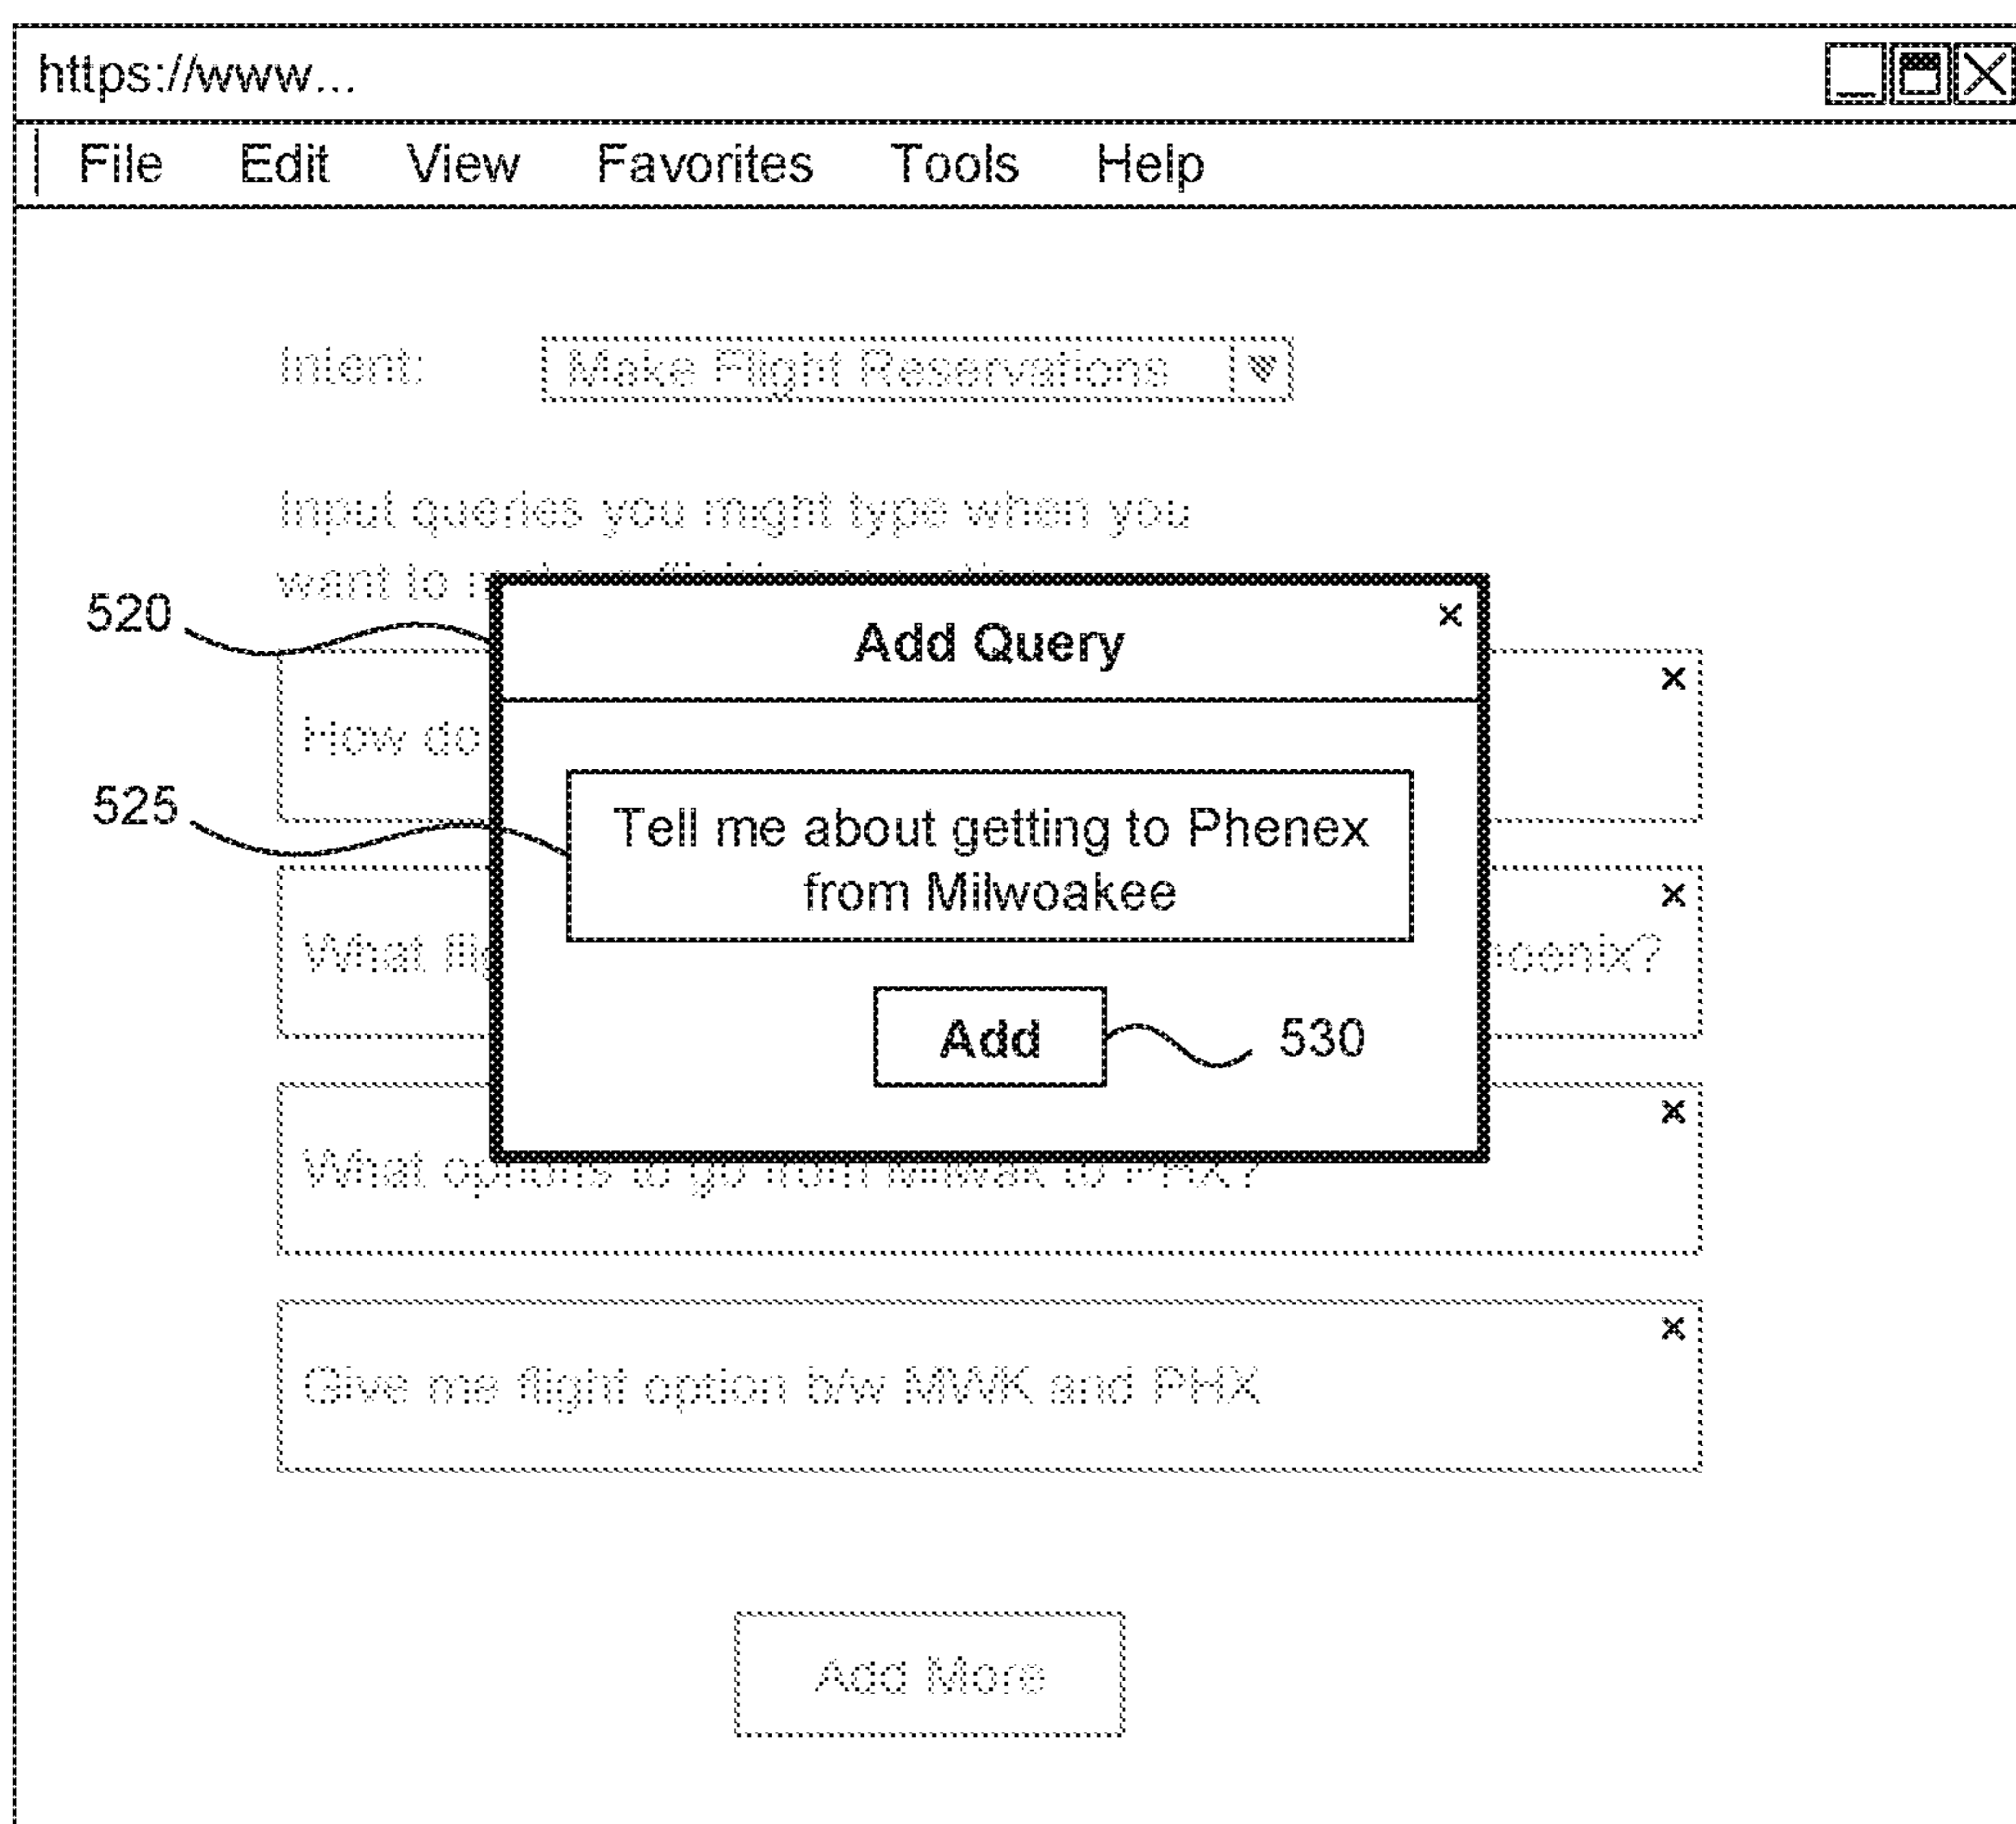 https://www...
File Edit View Favorites Tools Help
Intent: Make Flight Reservations
Input queries you might type when you
want to
520
Add Query
How do
525
Tell me about getting to Phenex
from Milwoakee
What
Add
530
What options to go from Milwak to PHX?
Give me flight option b/w MWK and PHX
Add More